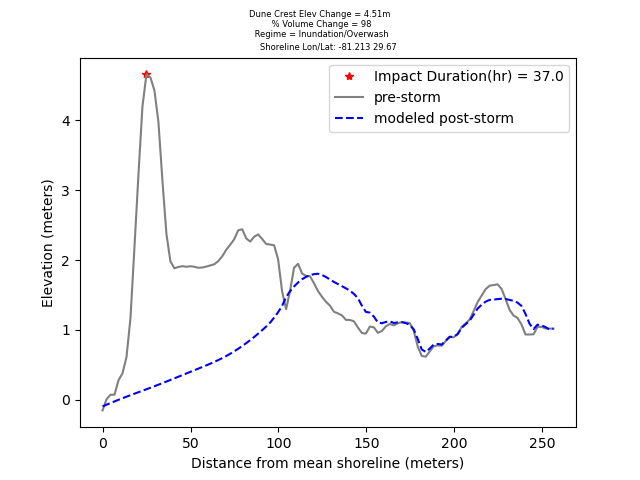 Dune Crest Elev Change = 4.51m
% Volume Change = 98
Regime = Inundation/Overwash
Shoreline Lon/Lat: -81.213 29.67
Impact Duration(hr) = 37.0
pre-storm
modeled post-storm
Elevation (meters)
4
3
2
1
0
0 50 100 150 200 250
Distance from mean shoreline (meters)